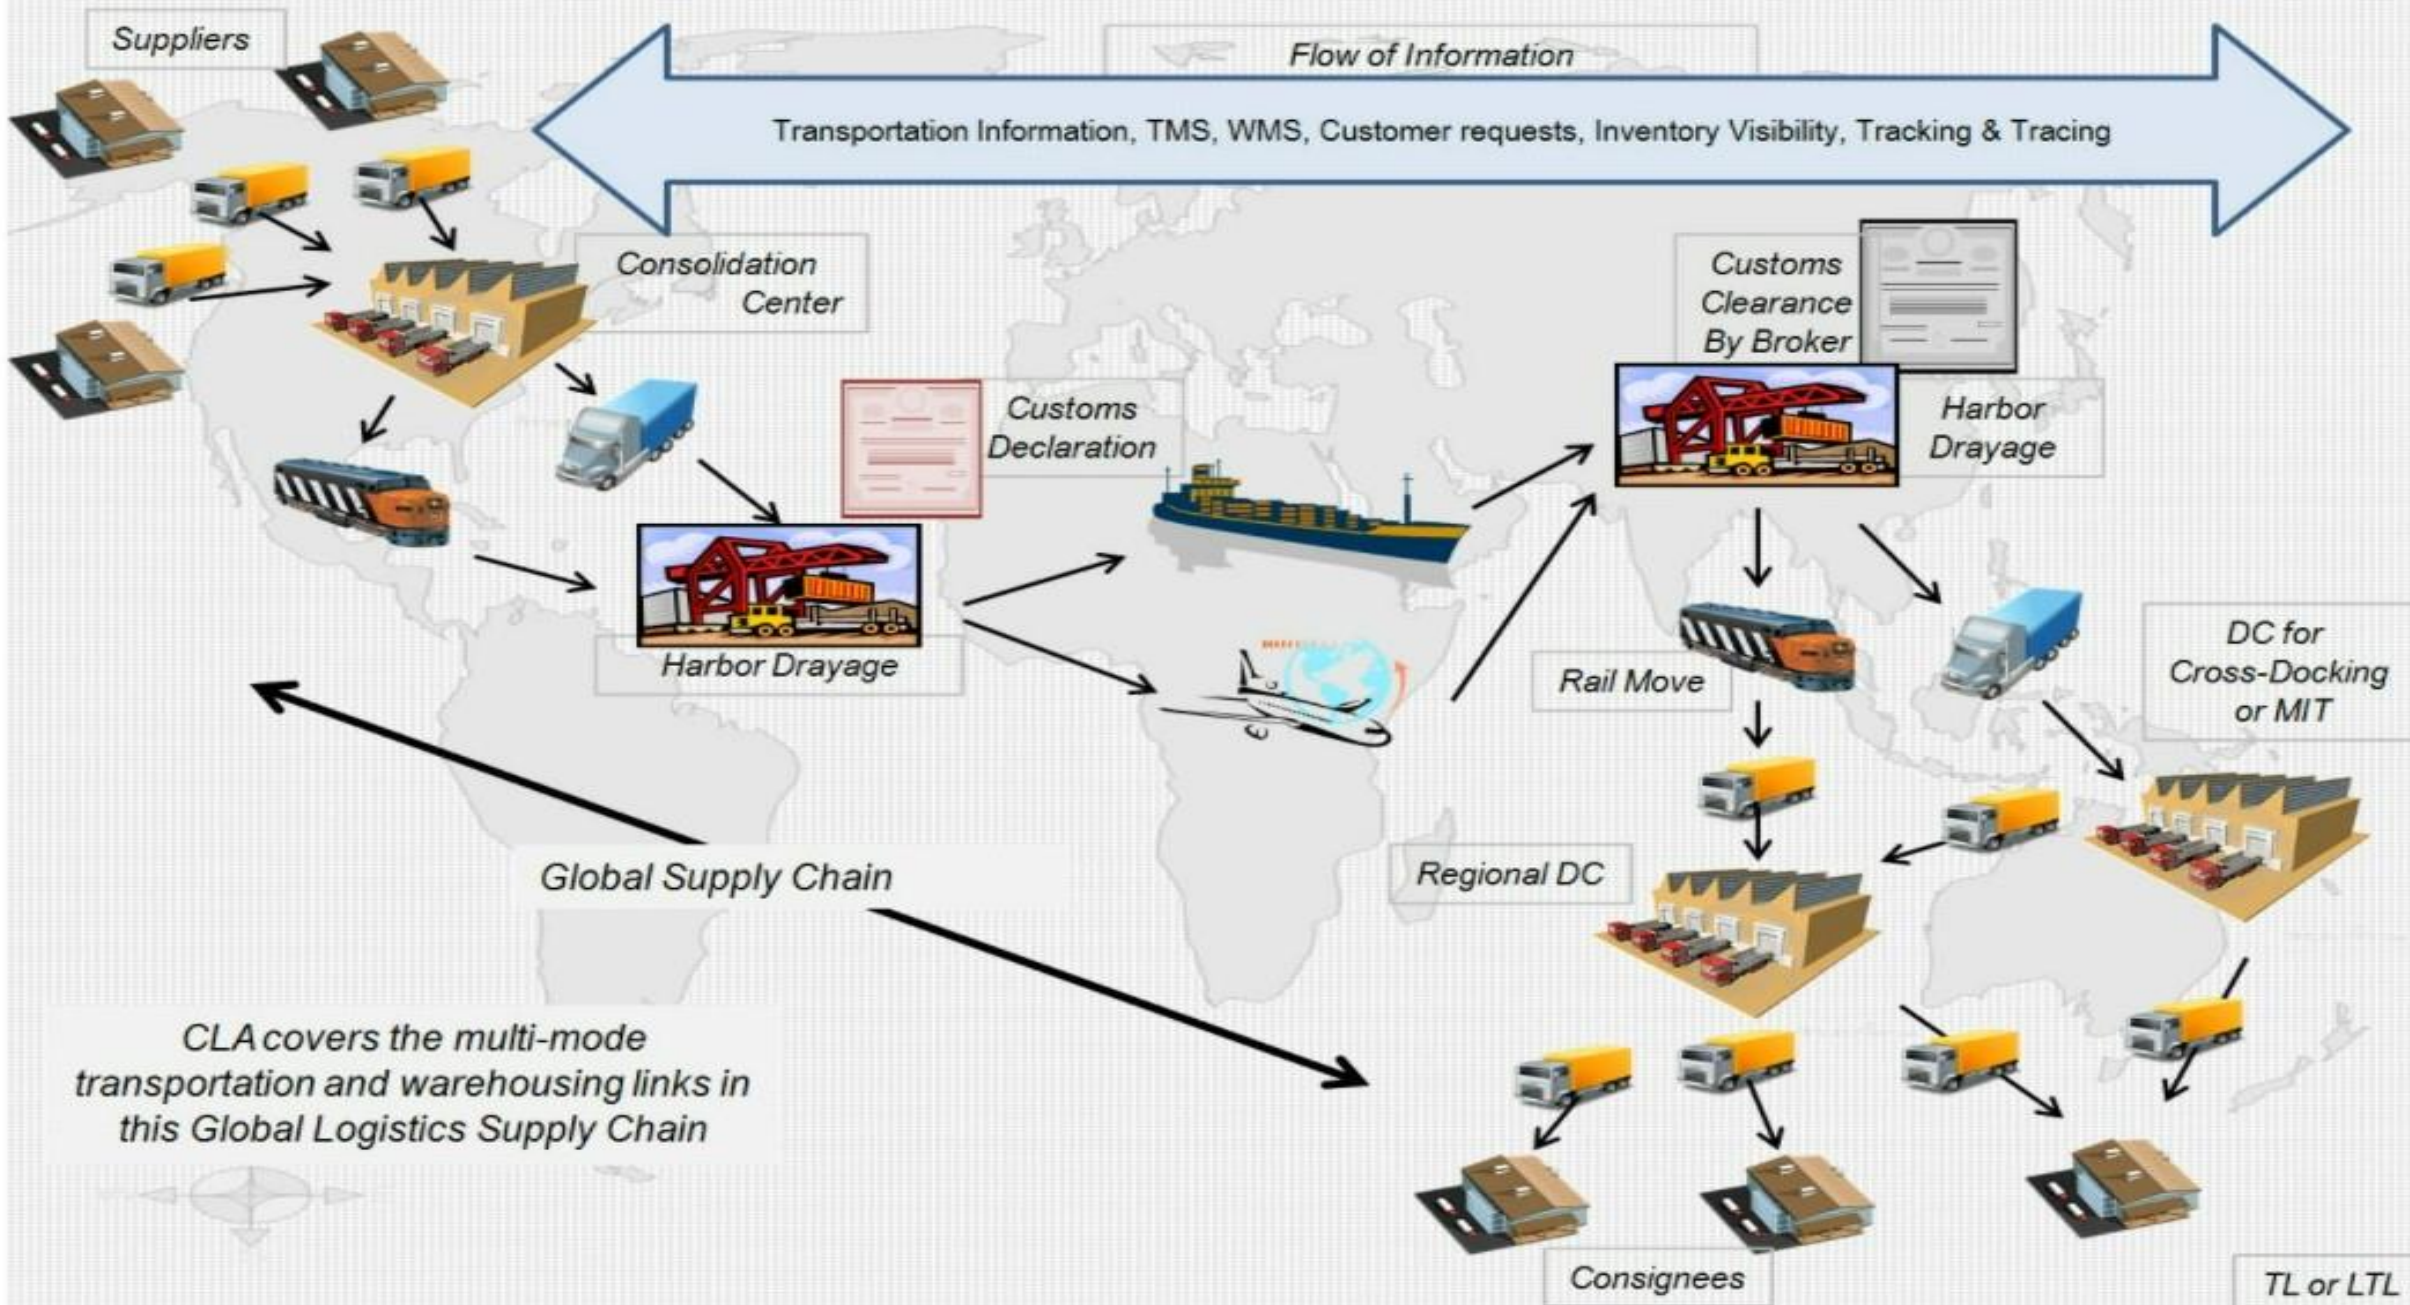 Suppliers
Flow of Information
Transportation Information, TMS, WMS, Customer requests, Inventory Visibility, Tracking & Tracing
Consolidation
Center
Customs
Clearance
By Broker
Customs
Declaration
Harbor
Drayage
Harbor Drayage
Rail Move
DC for
Cross-Docking
or MIT
Global Supply Chain
Regional DC
CLA covers the multi-mode
transportation and warehousing links in
this Global Logistics Supply Chain
Consignees
TL or LTL